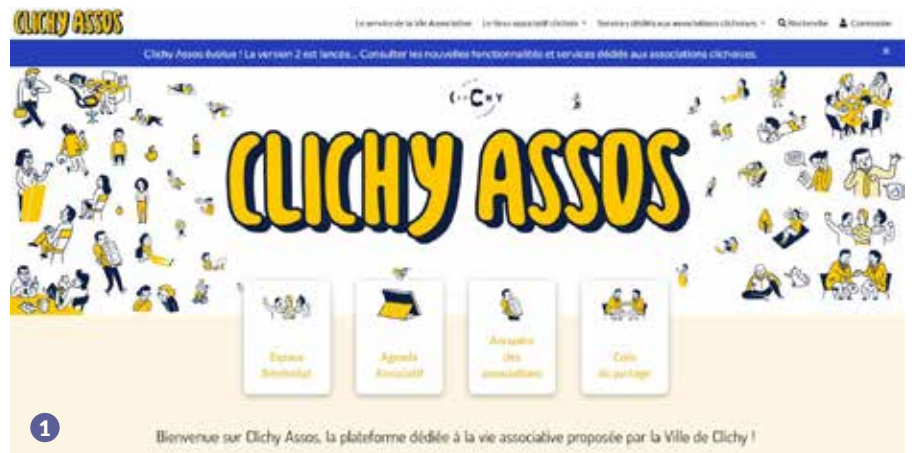 CLICHY ASSOS
Le service de la Vie Associative Le tissu associatif clichois Services dédiés aux associations clichoises Recherche Connexion
Clichy Assos évolue ! La version 2 est lancée... Consulter les nouvelles fonctionnalités et services dédiés aux associations clichoises.
CLICHY
CLICHY ASSOS
Espace
Bénévolat
Agenda
Associatif
Annuaire
des
associations
Coin
du partage
1
Bienvenue sur Clichy Assos, la plateforme dédiée à la vie associative proposée par la Ville de Clichy !